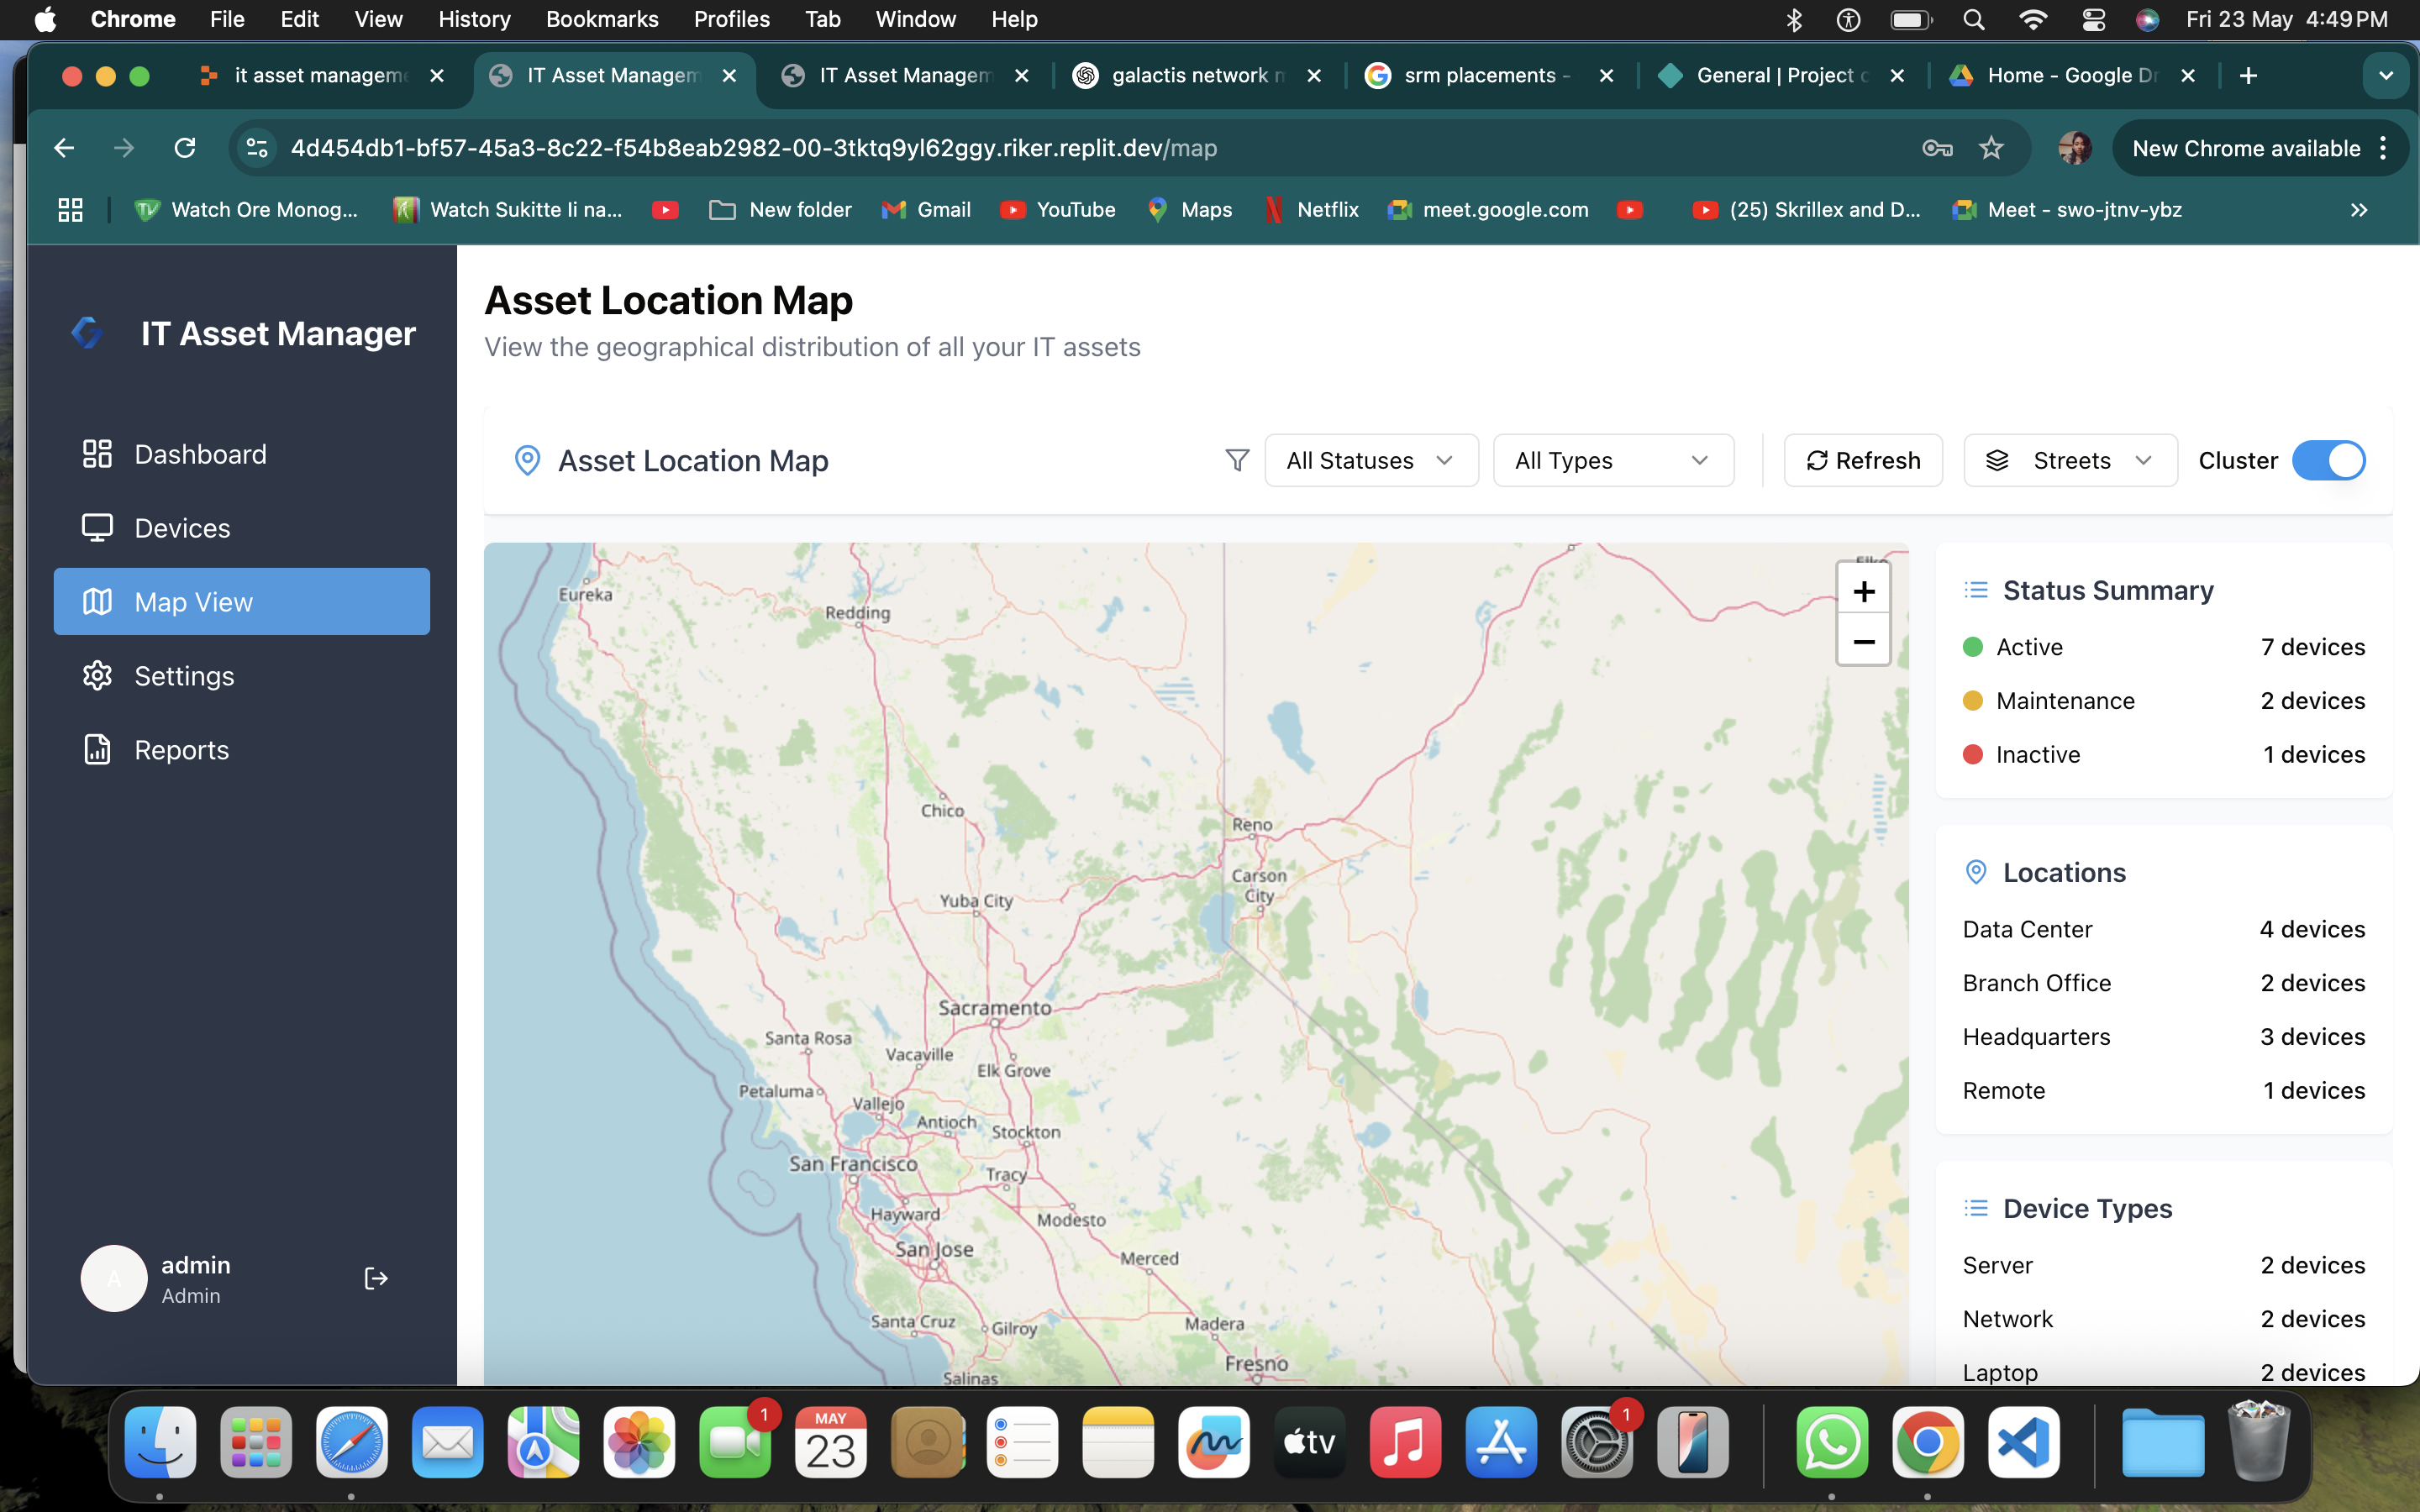 Chrome File Edit View History Bookmarks Profiles Tab Window Help Fri 23 May 4:49 PM
it asset manageme IT Asset Managem IT Asset Managem galactis network srm placements - General | Project Home - Google Dr
4d454db1-bf57-45a3-8c22-f54b8eab2982-00-3tktq9yl62ggy.riker.replit.dev/map New Chrome available
Watch Ore Monog... Watch Sukitte Ii na... New folder Gmail YouTube Maps Netflix meet.google.com (25) Skrillex and D... Meet - swo-jtnv-ybz
IT Asset Manager
Dashboard
Devices
Map View
Settings
Reports
A
admin
Admin
Asset Location Map
View the geographical distribution of all your IT assets
Asset Location Map All Statuses All Types Refresh Streets Cluster
Elko
Eureka
Redding
Chico
Reno
Carson
City
Yuba City
Sacramento
Santa Rosa
Vacaville
Elk Grove
Petaluma
Vallejo
Antioch
Stockton
San Francisco
Tracy
Hayward
Modesto
San Jose
Merced
Santa Cruz
Gilroy
Madera
Fresno
Salinas
+
−
Status Summary
Active 7 devices
Maintenance 2 devices
Inactive 1 devices
Locations
Data Center 4 devices
Branch Office 2 devices
Headquarters 3 devices
Remote 1 devices
Device Types
Server 2 devices
Network 2 devices
Laptop 2 devices
1
MAY
23
tv
1